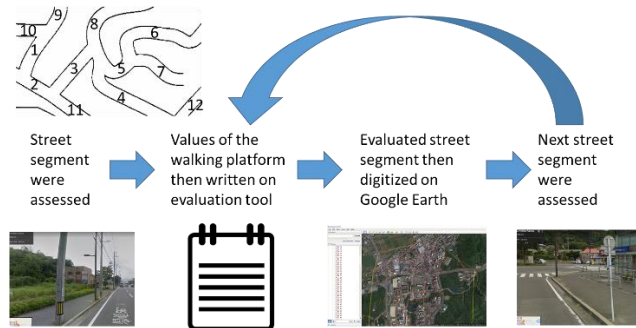 9
8
10
6
1
3
5
7
2
4
11
12
Street
segment
were
assessed
Values of the
walking platform
then written on
evaluation tool
Evaluated street
segment then
digitized on
Google Earth
Next street
segment
were
assessed